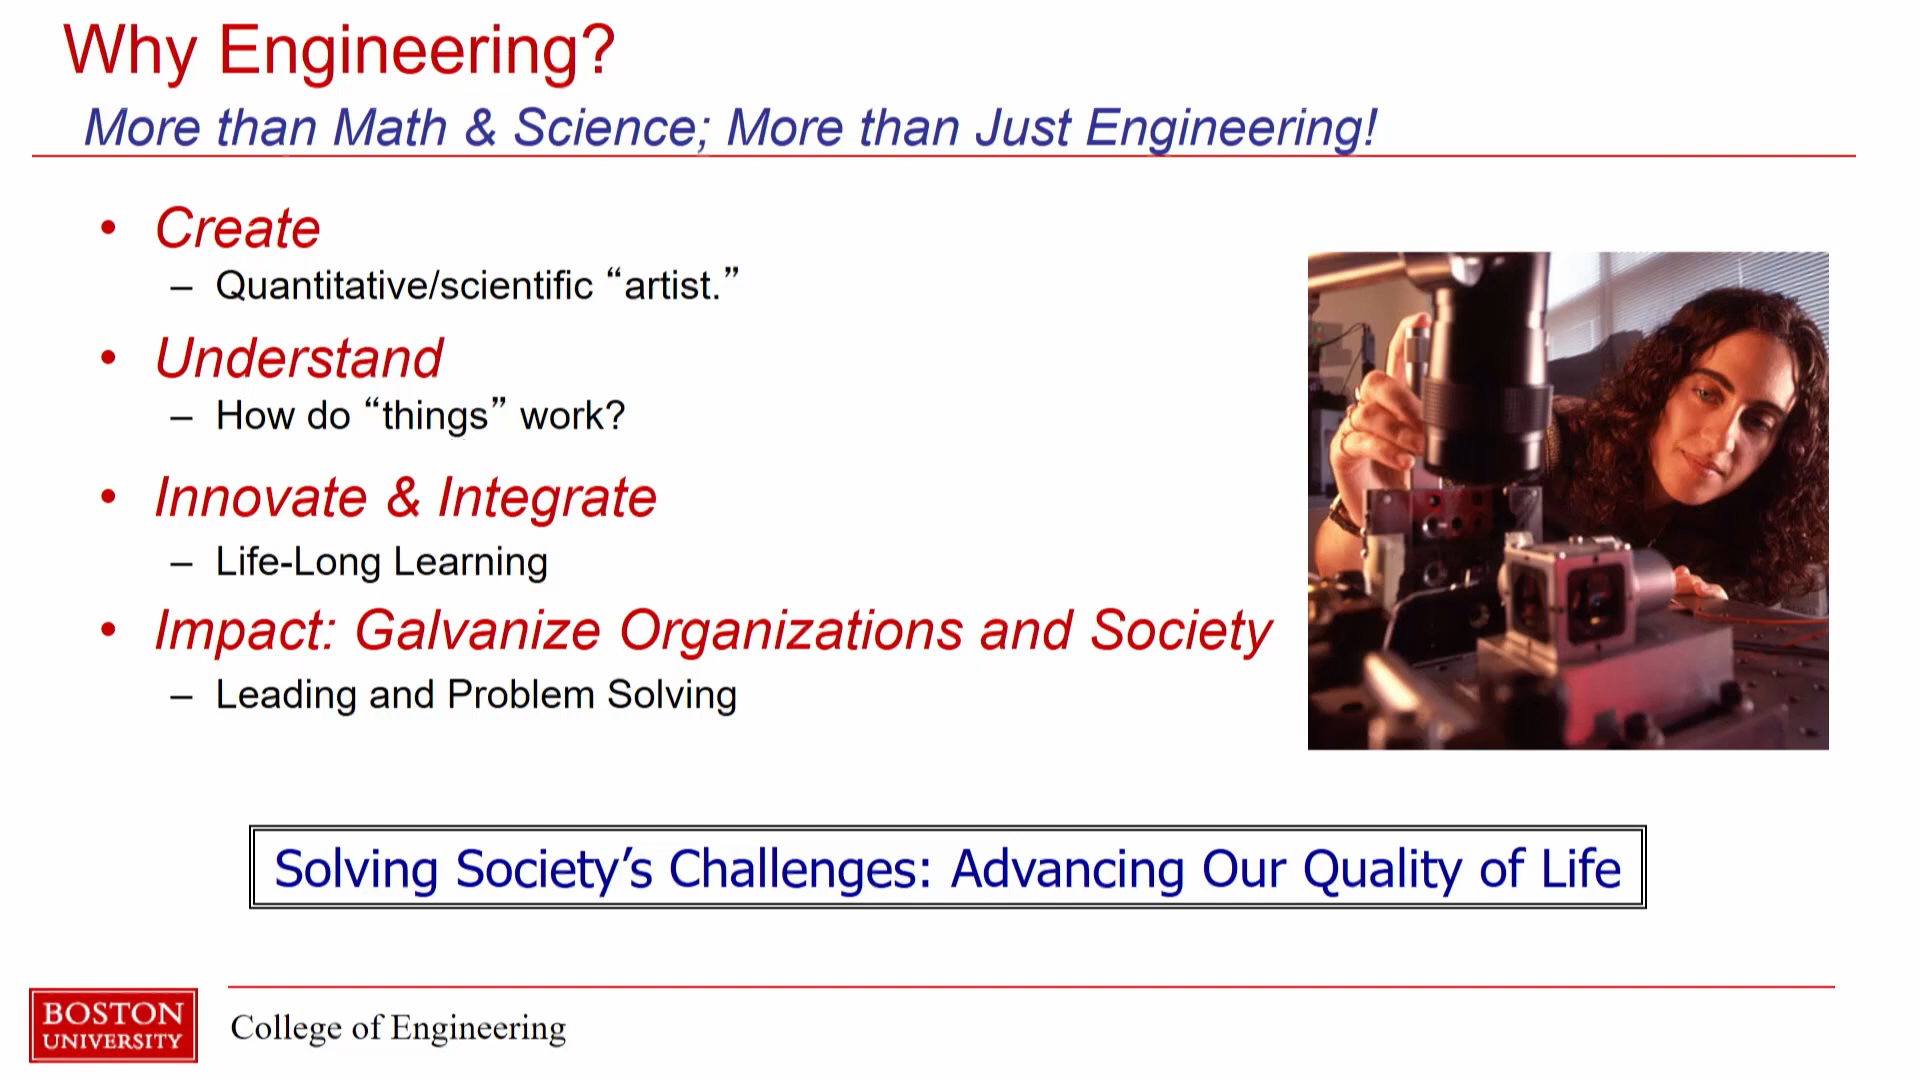 Why Engineering?
More than Math & Science; More than Just Engineering!
• Create
– Quantitative/scientific “artist.”
• Understand
– How do “things” work?
• Innovate & Integrate
– Life-Long Learning
• Impact: Galvanize Organizations and Society
– Leading and Problem Solving
Solving Society’s Challenges: Advancing Our Quality of Life
BOSTON
UNIVERSITY
College of Engineering